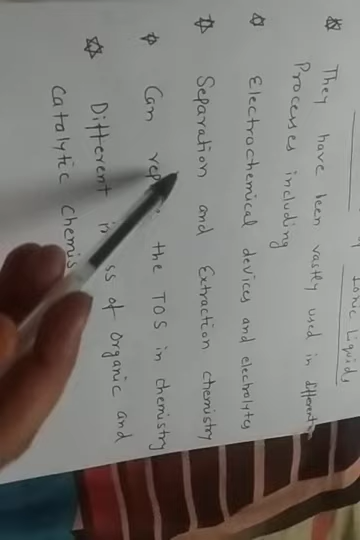 Ionic Liquids
They have been vastly used in different
Processes including
Electrochemical devices and electrolytes
Separation and Extraction chemistry
Can the TOS in chemistry
Different of organic and
Catalytic